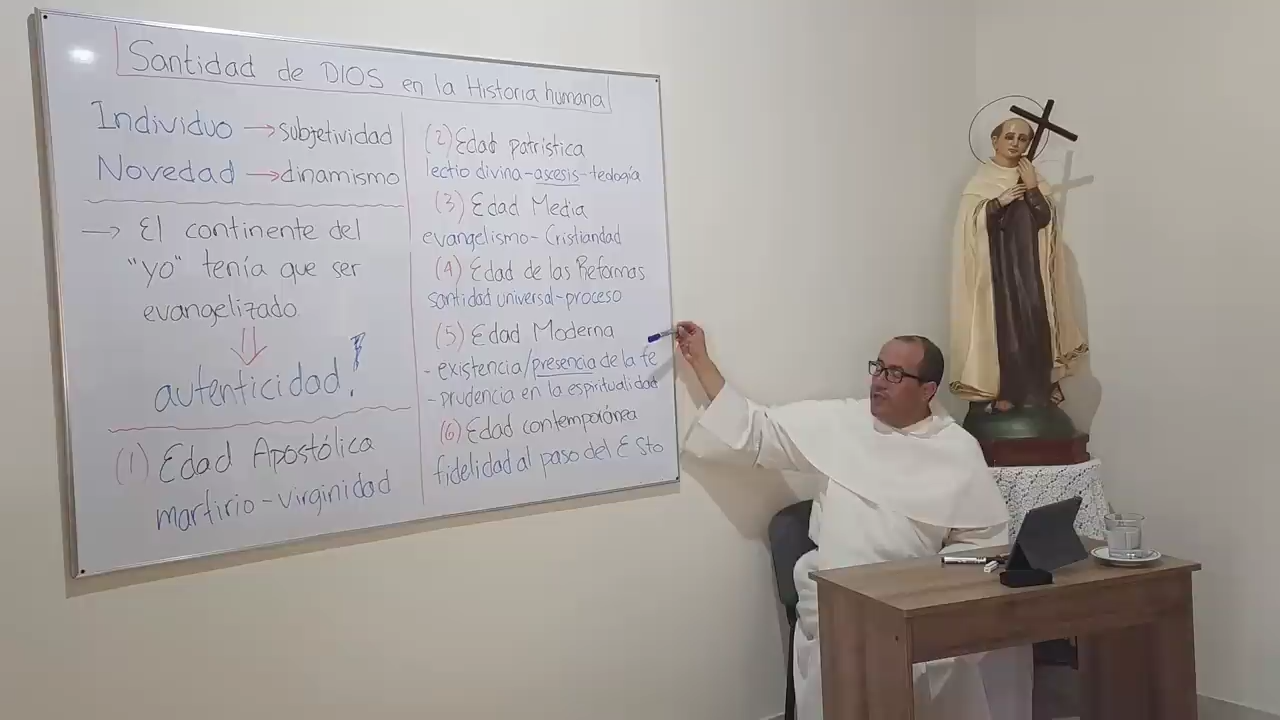 Santidad de DIOS en la Historia humana
Individuo → subjetividad
Novedad → dinamismo
→ El continente del
"yo" tenía que ser
evangelizado
autenticidad!
(1) Edad Apostólica
martirio - virginidad
(2) Edad patrística
lectio divina - ascesis - teología
(3) Edad Media
evangelismo - Cristiandad
(4) Edad de las Reformas
santidad universal - proceso
(5) Edad Moderna
- existencia/presencia de la fe
- prudencia en la espiritualidad
(6) Edad contemporánea
fidelidad al paso del E Sto